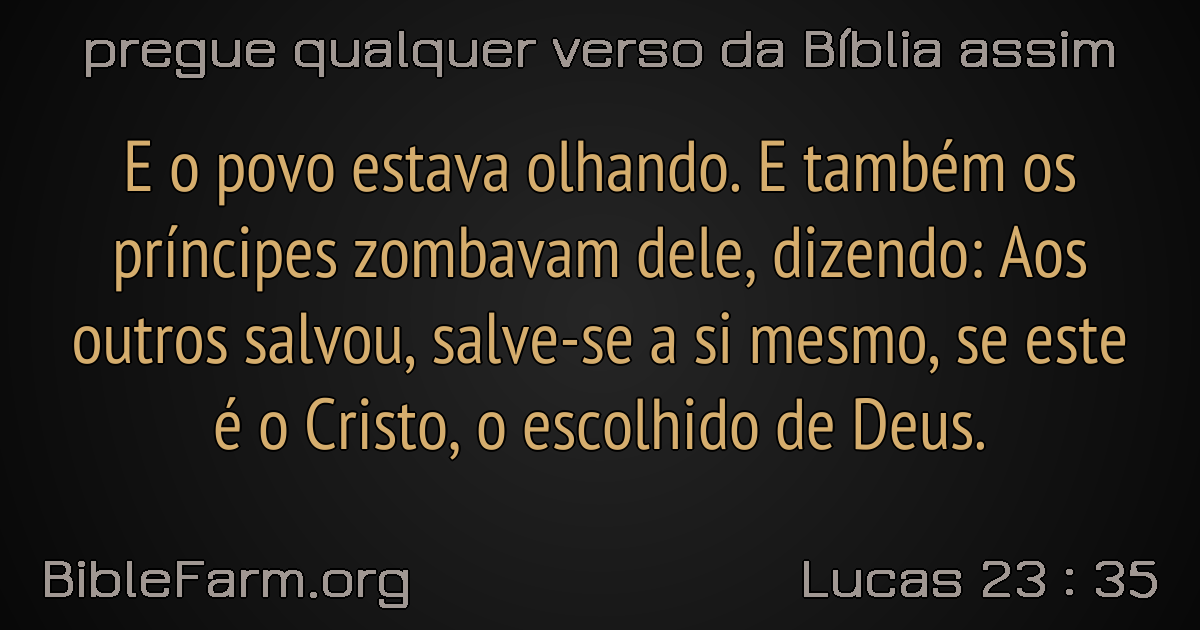 pregue qualquer verso da Bíblia assim
E o povo estava olhando. E também os
príncipes zombavam dele, dizendo: Aos
outros salvou, salve-se a si mesmo, se este
é o Cristo, o escolhido de Deus.
BibleFarm.org
Lucas 23 : 35